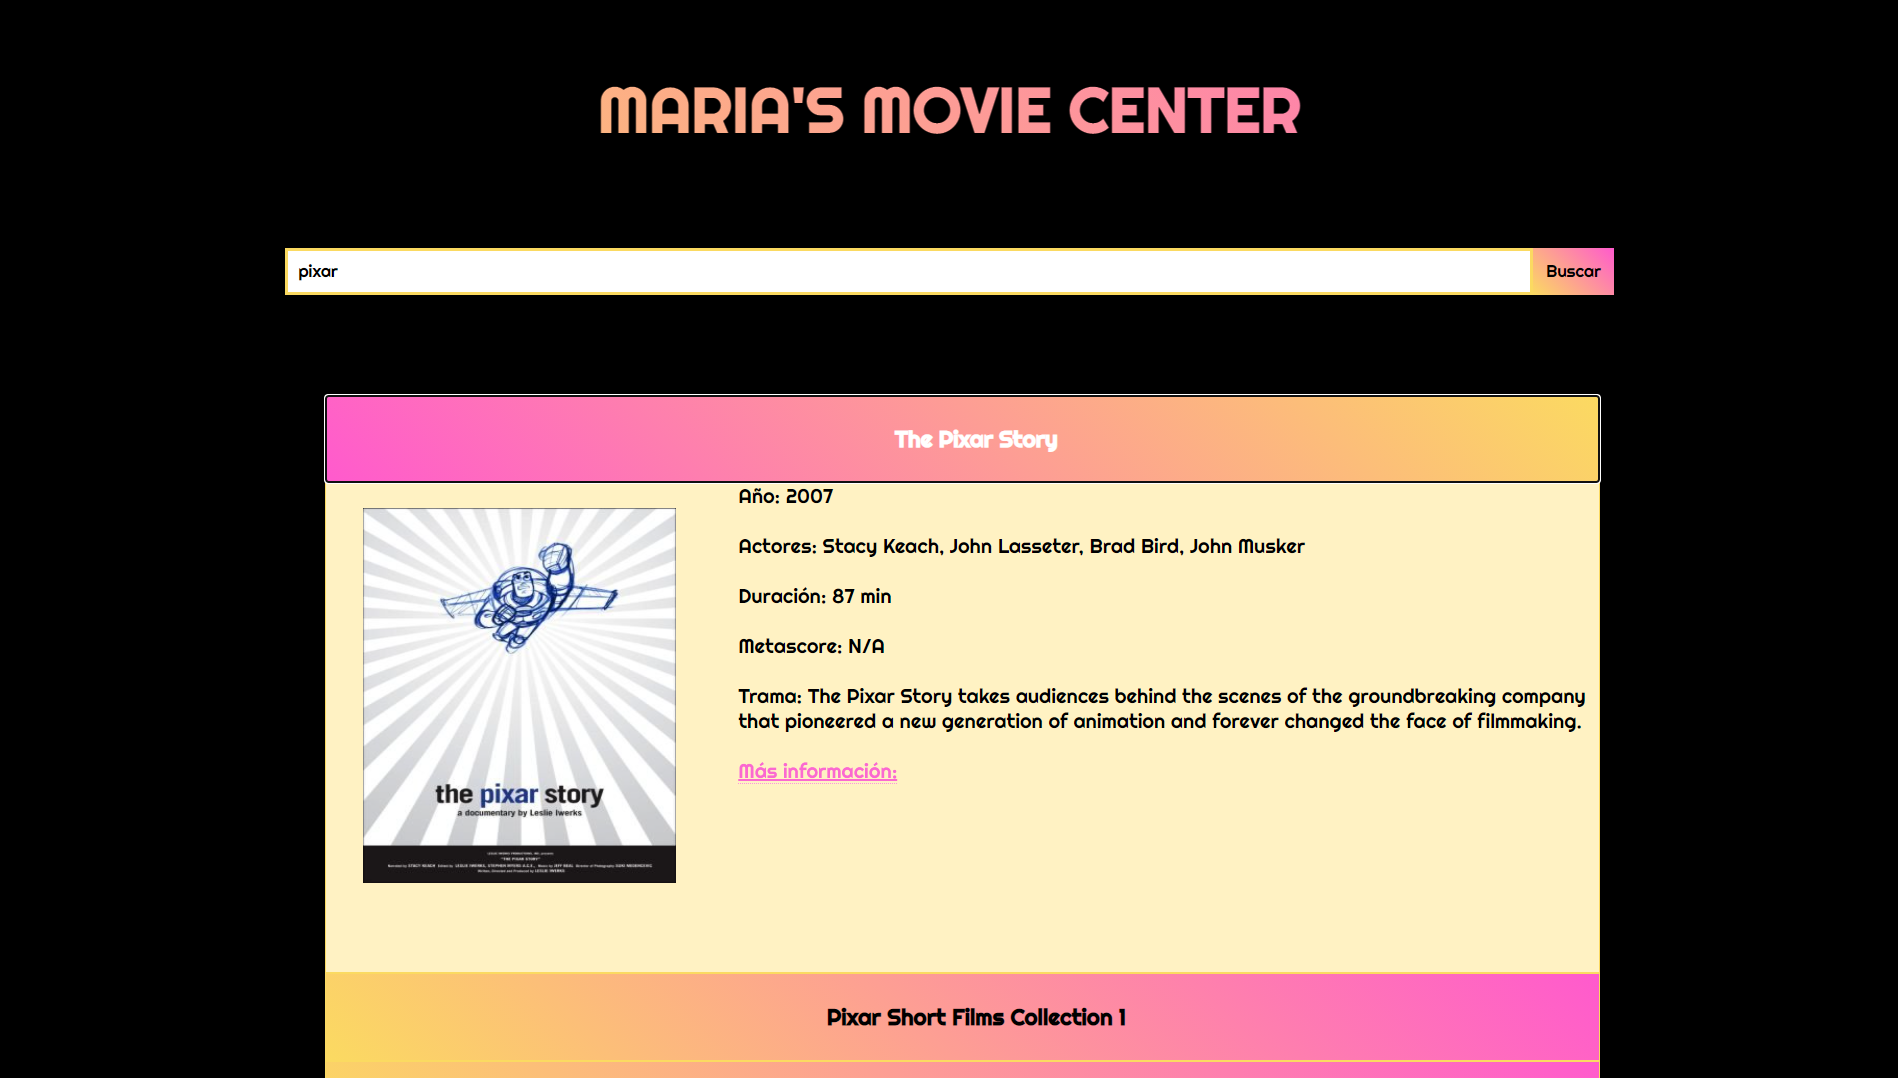 MARIA'S MOVIE CENTER
pixar
Buscar
The Pixar Story
Año: 2007
Actores: Stacy Keach, John Lasseter, Brad Bird, John Musker
Duración: 87 min
Metascore: N/A
Trama: The Pixar Story takes audiences behind the scenes of the groundbreaking company
that pioneered a new generation of animation and forever changed the face of filmmaking.
Más información:
the pixar story
a documentary by Leslie Iwerks
"THE PIXAR STORY"
Pixar Short Films Collection 1